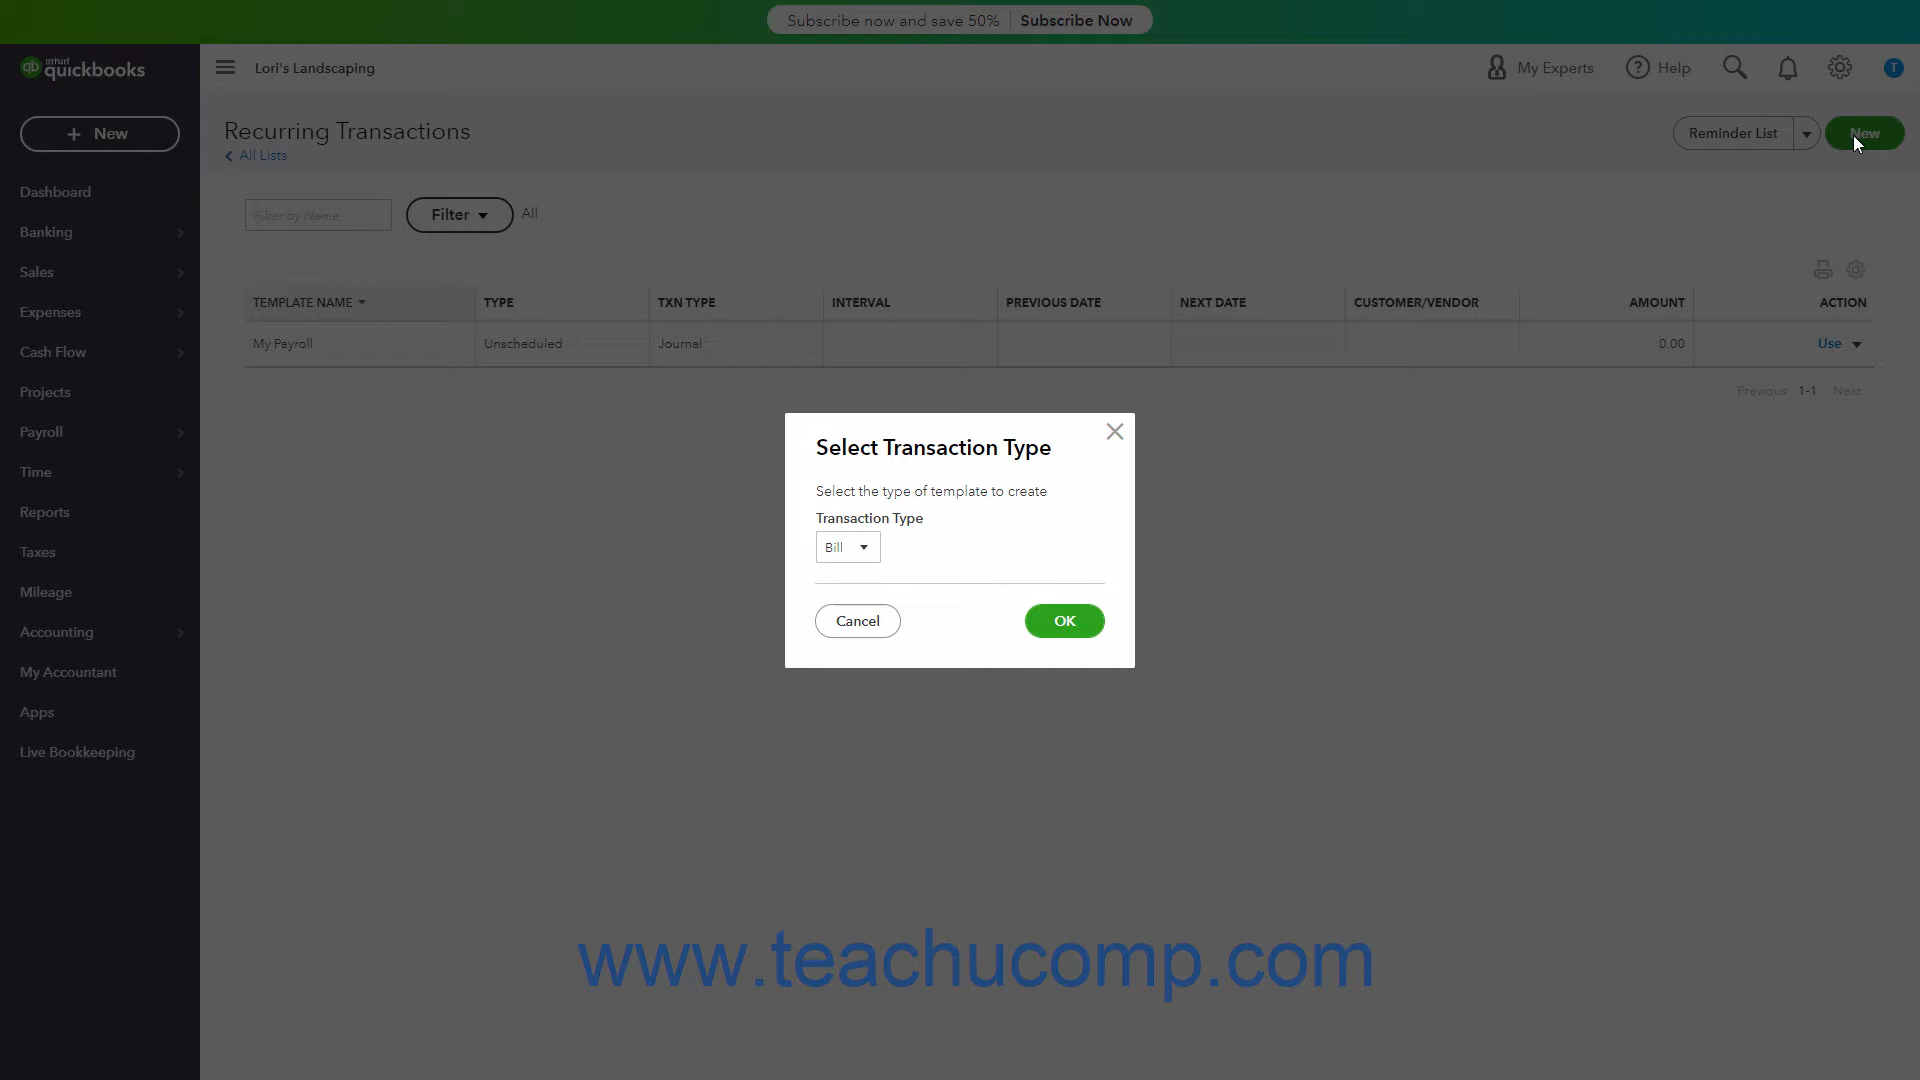 Subscribe now and save 50% Subscribe Now
intuit quickbooks
Lori's Landscaping
My Experts
Help
T
+ New
Recurring Transactions
All Lists
Reminder List
New
Dashboard
Banking
Sales
Expenses
Cash Flow
Projects
Payroll
Time
Reports
Taxes
Mileage
Accounting
My Accountant
Apps
Live Bookkeeping
Filter by Name
Filter
All
TEMPLATE NAME TYPE TXN TYPE INTERVAL PREVIOUS DATE NEXT DATE CUSTOMER/VENDOR AMOUNT ACTION
My Payroll Unscheduled Journal 0.00 Use
Previous 1-1 Next
Select Transaction Type
Select the type of template to create
Transaction Type
Bill
Cancel OK
www.teachucomp.com